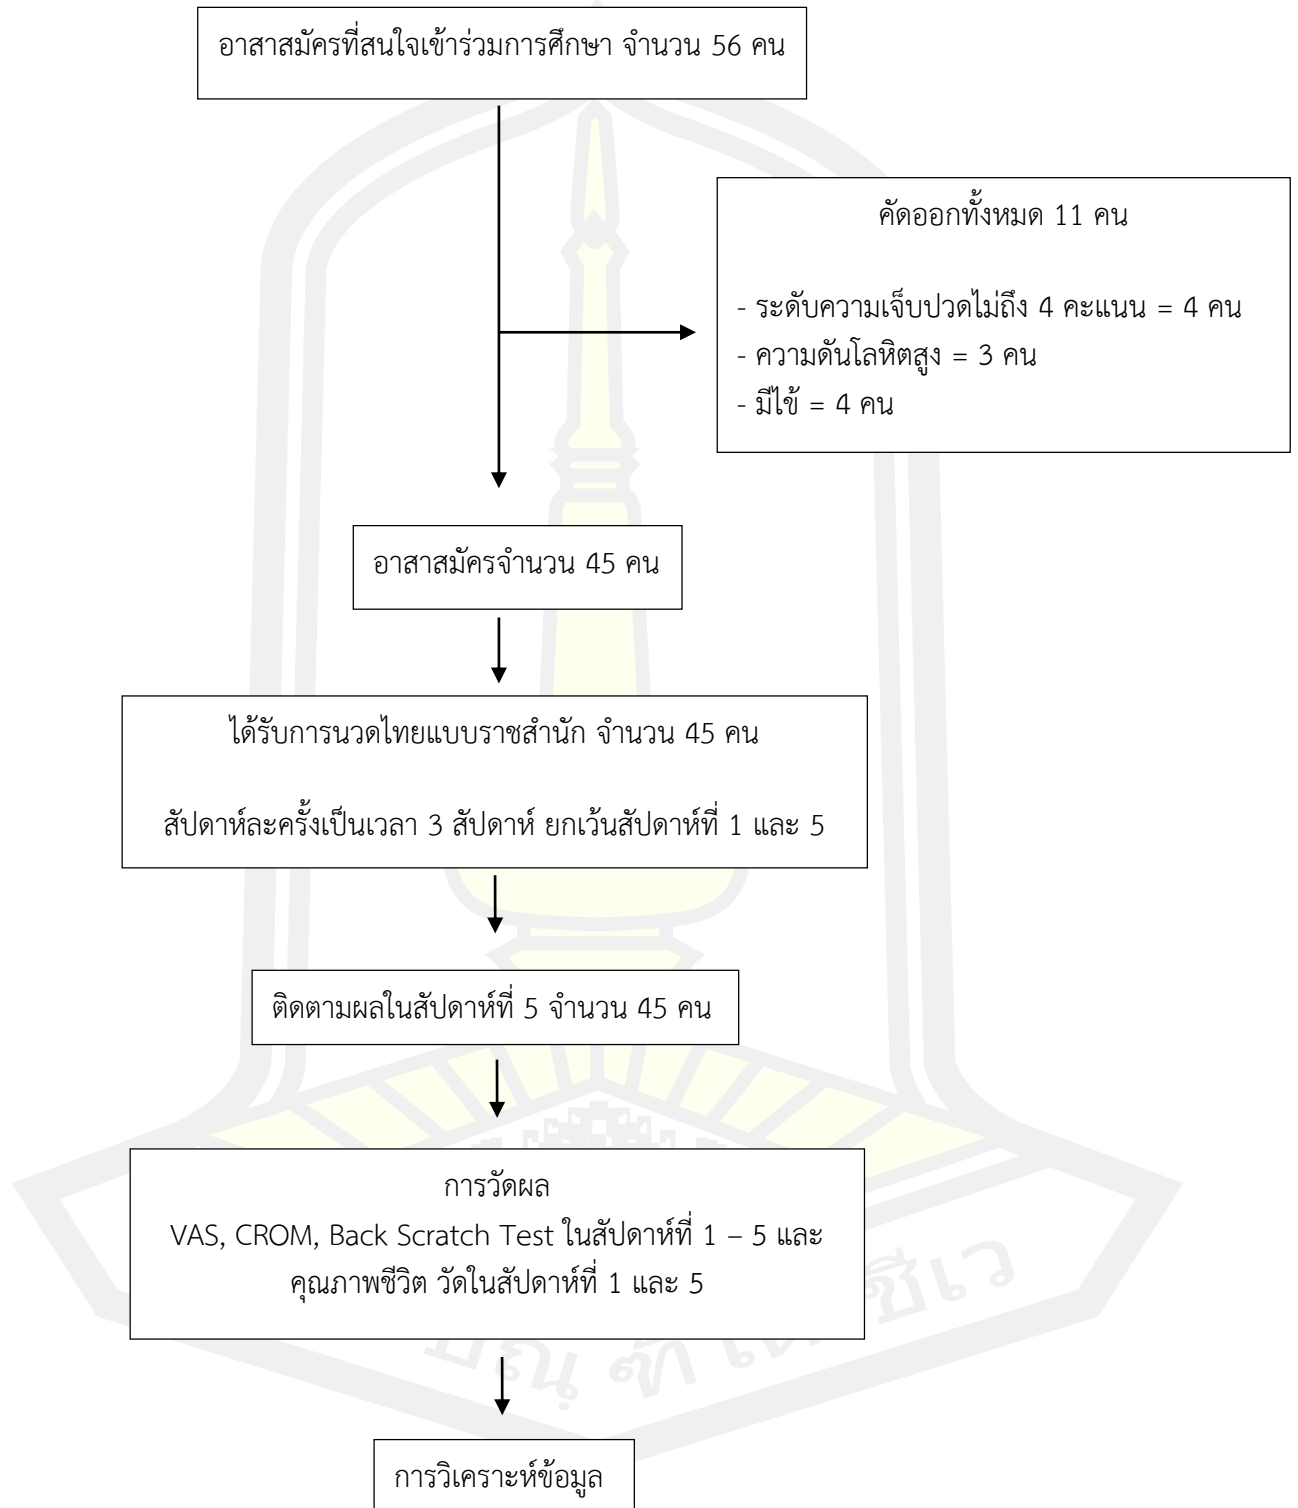 อาสาสมัครที่สนใจเข้าร่วมการศึกษา จำนวน 56 คน
คัดออกทั้งหมด 11 คน
- ระดับความเจ็บปวดไม่ถึง 4 คะแนน = 4 คน
- ความดันโลหิตสูง = 3 คน
- มีไข้ = 4 คน
อาสาสมัครจำนวน 45 คน
ได้รับการนวดไทยแบบราชสำนัก จำนวน 45 คน
สัปดาห์ละครั้งเป็นเวลา 3 สัปดาห์ ยกเว้นสัปดาห์ที่ 1 และ 5
ติดตามผลในสัปดาห์ที่ 5 จำนวน 45 คน
การวัดผล
VAS, CROM, Back Scratch Test ในสัปดาห์ที่ 1 – 5 และ
คุณภาพชีวิต วัดในสัปดาห์ที่ 1 และ 5
ชีเว
การวิเคราะห์ข้อมูล